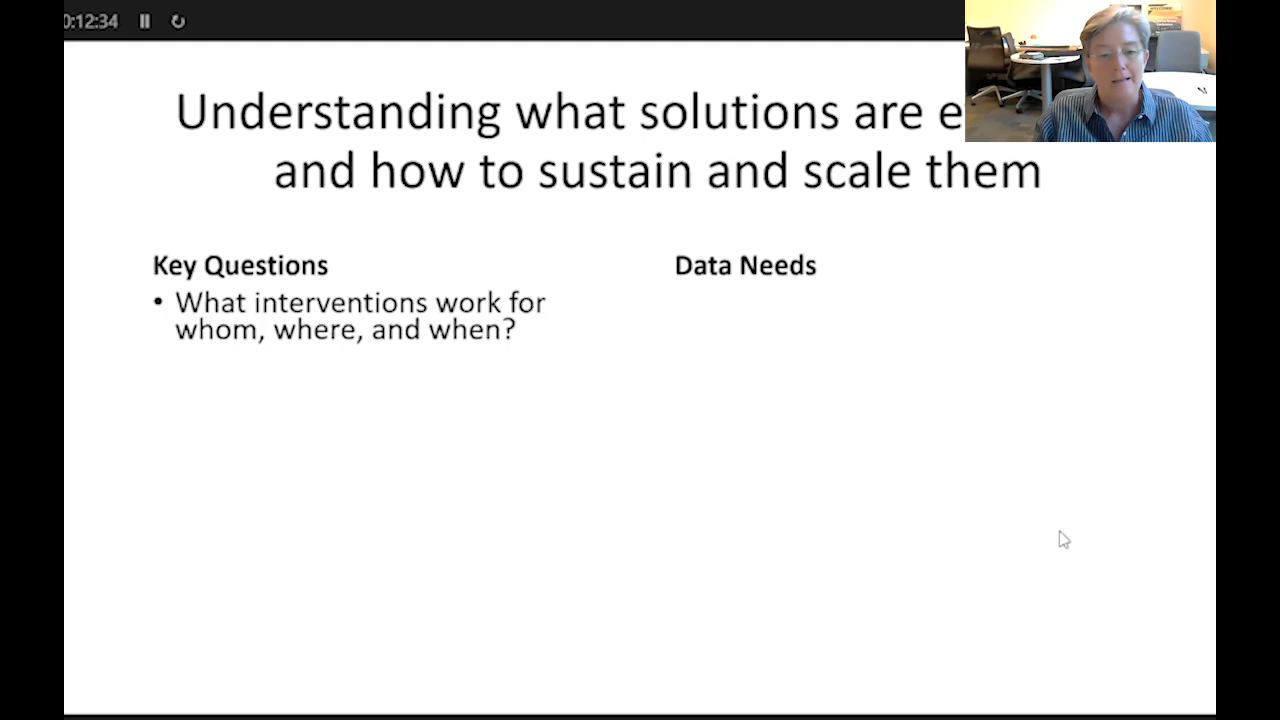 0:12:34
Understanding what solutions are e
and how to sustain and scale them
Key Questions
• What interventions work for
whom, where, and when?
Data Needs